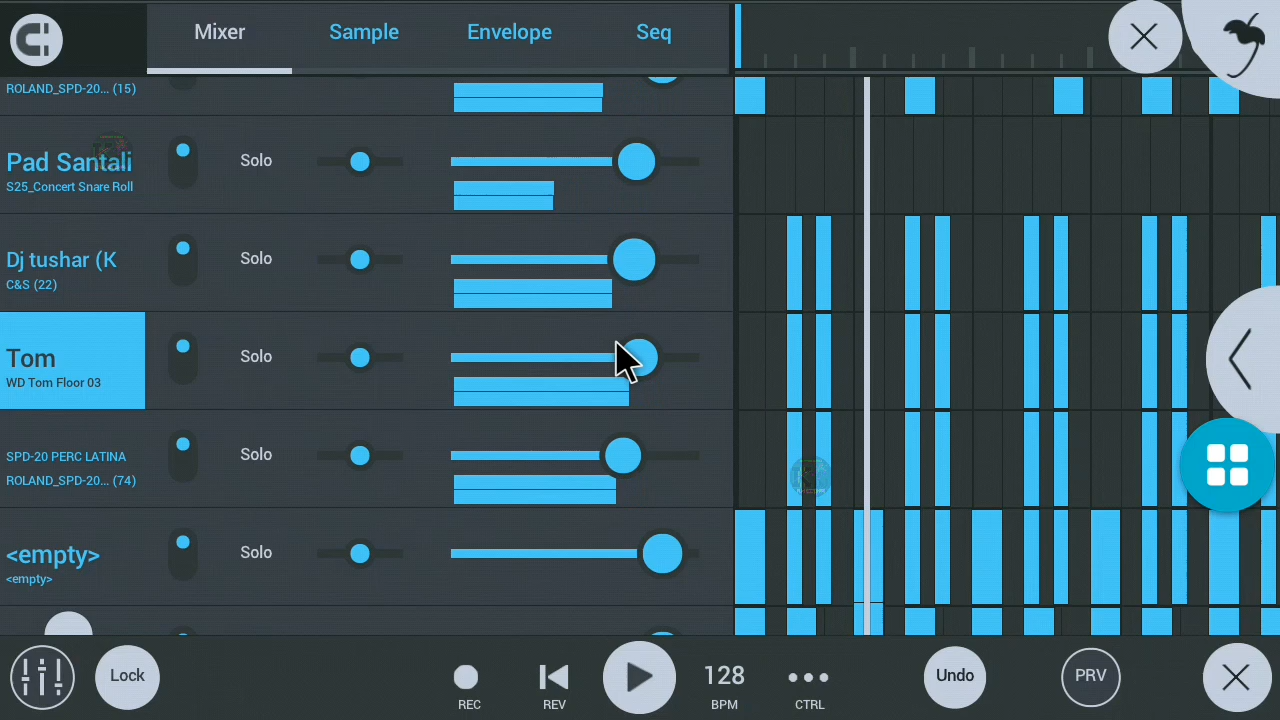 Mixer
Sample
Envelope
Seq
ROLAND_SPD-20... (15)
Pad Santali
S25_Concert Snare Roll
Solo
Dj tushar (K
C&S (22)
Solo
Tom
WD Tom Floor 03
Solo
SPD-20 PERC LATINA
ROLAND_SPD-20... (74)
Solo
<empty>
<empty>
Solo
Lock
REC
REV
128
BPM
CTRL
Undo
PRV